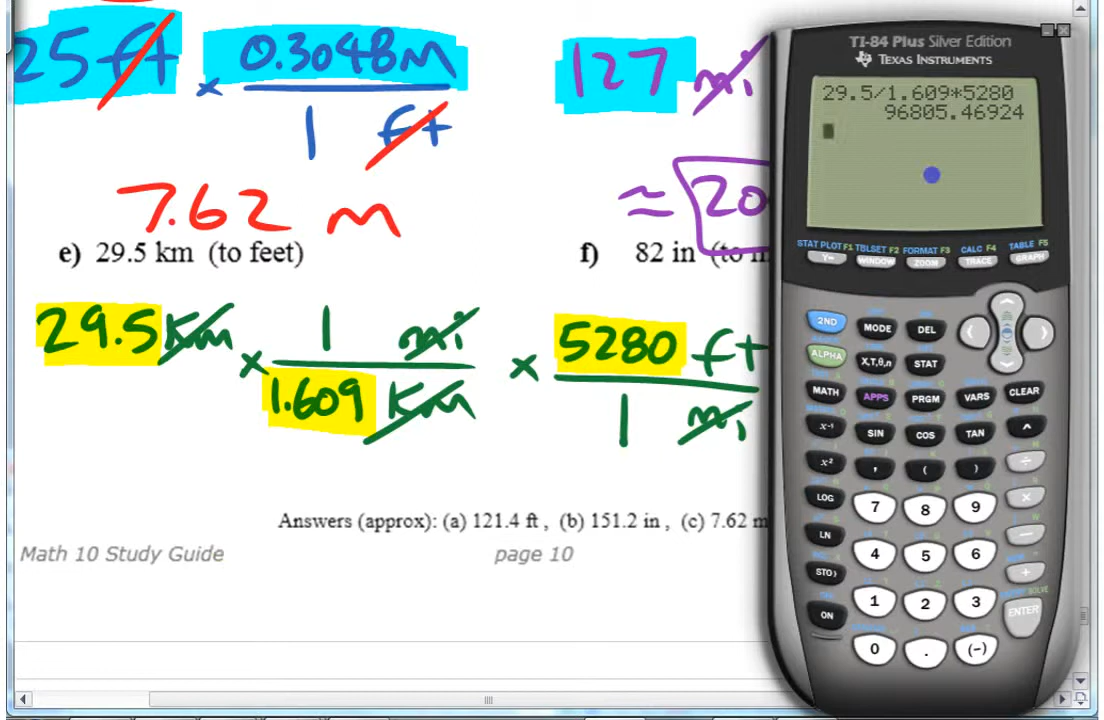 25 ft × 0.3048 m
1 ft
7.62 m
127 mi
≈ 20
e) 29.5 km (to feet)
f) 82 in (to m
29.5 Km × 1 mi × 5280 ft
1.609 Km 1 mi
Answers (approx): (a) 121.4 ft , (b) 151.2 in , (c) 7.62 m
Math 10 Study Guide page 10
TI-84 Plus Silver Edition
TEXAS INSTRUMENTS
29.5/1.609*5280
96805.46924
STAT PLOT F1 TBLSET F2 FORMAT F3 CALC F4 TABLE F5
Y= WINDOW ZOOM TRACE GRAPH
2ND MODE DEL
ALPHA X,T,θ,n STAT
MATH APPS PRGM VARS CLEAR
x⁻¹ SIN COS TAN ^
x² , ( ) ÷
LOG 7 8 9 ×
LN 4 5 6 −
STO› 1 2 3 +
ON 0 . (-) ENTER